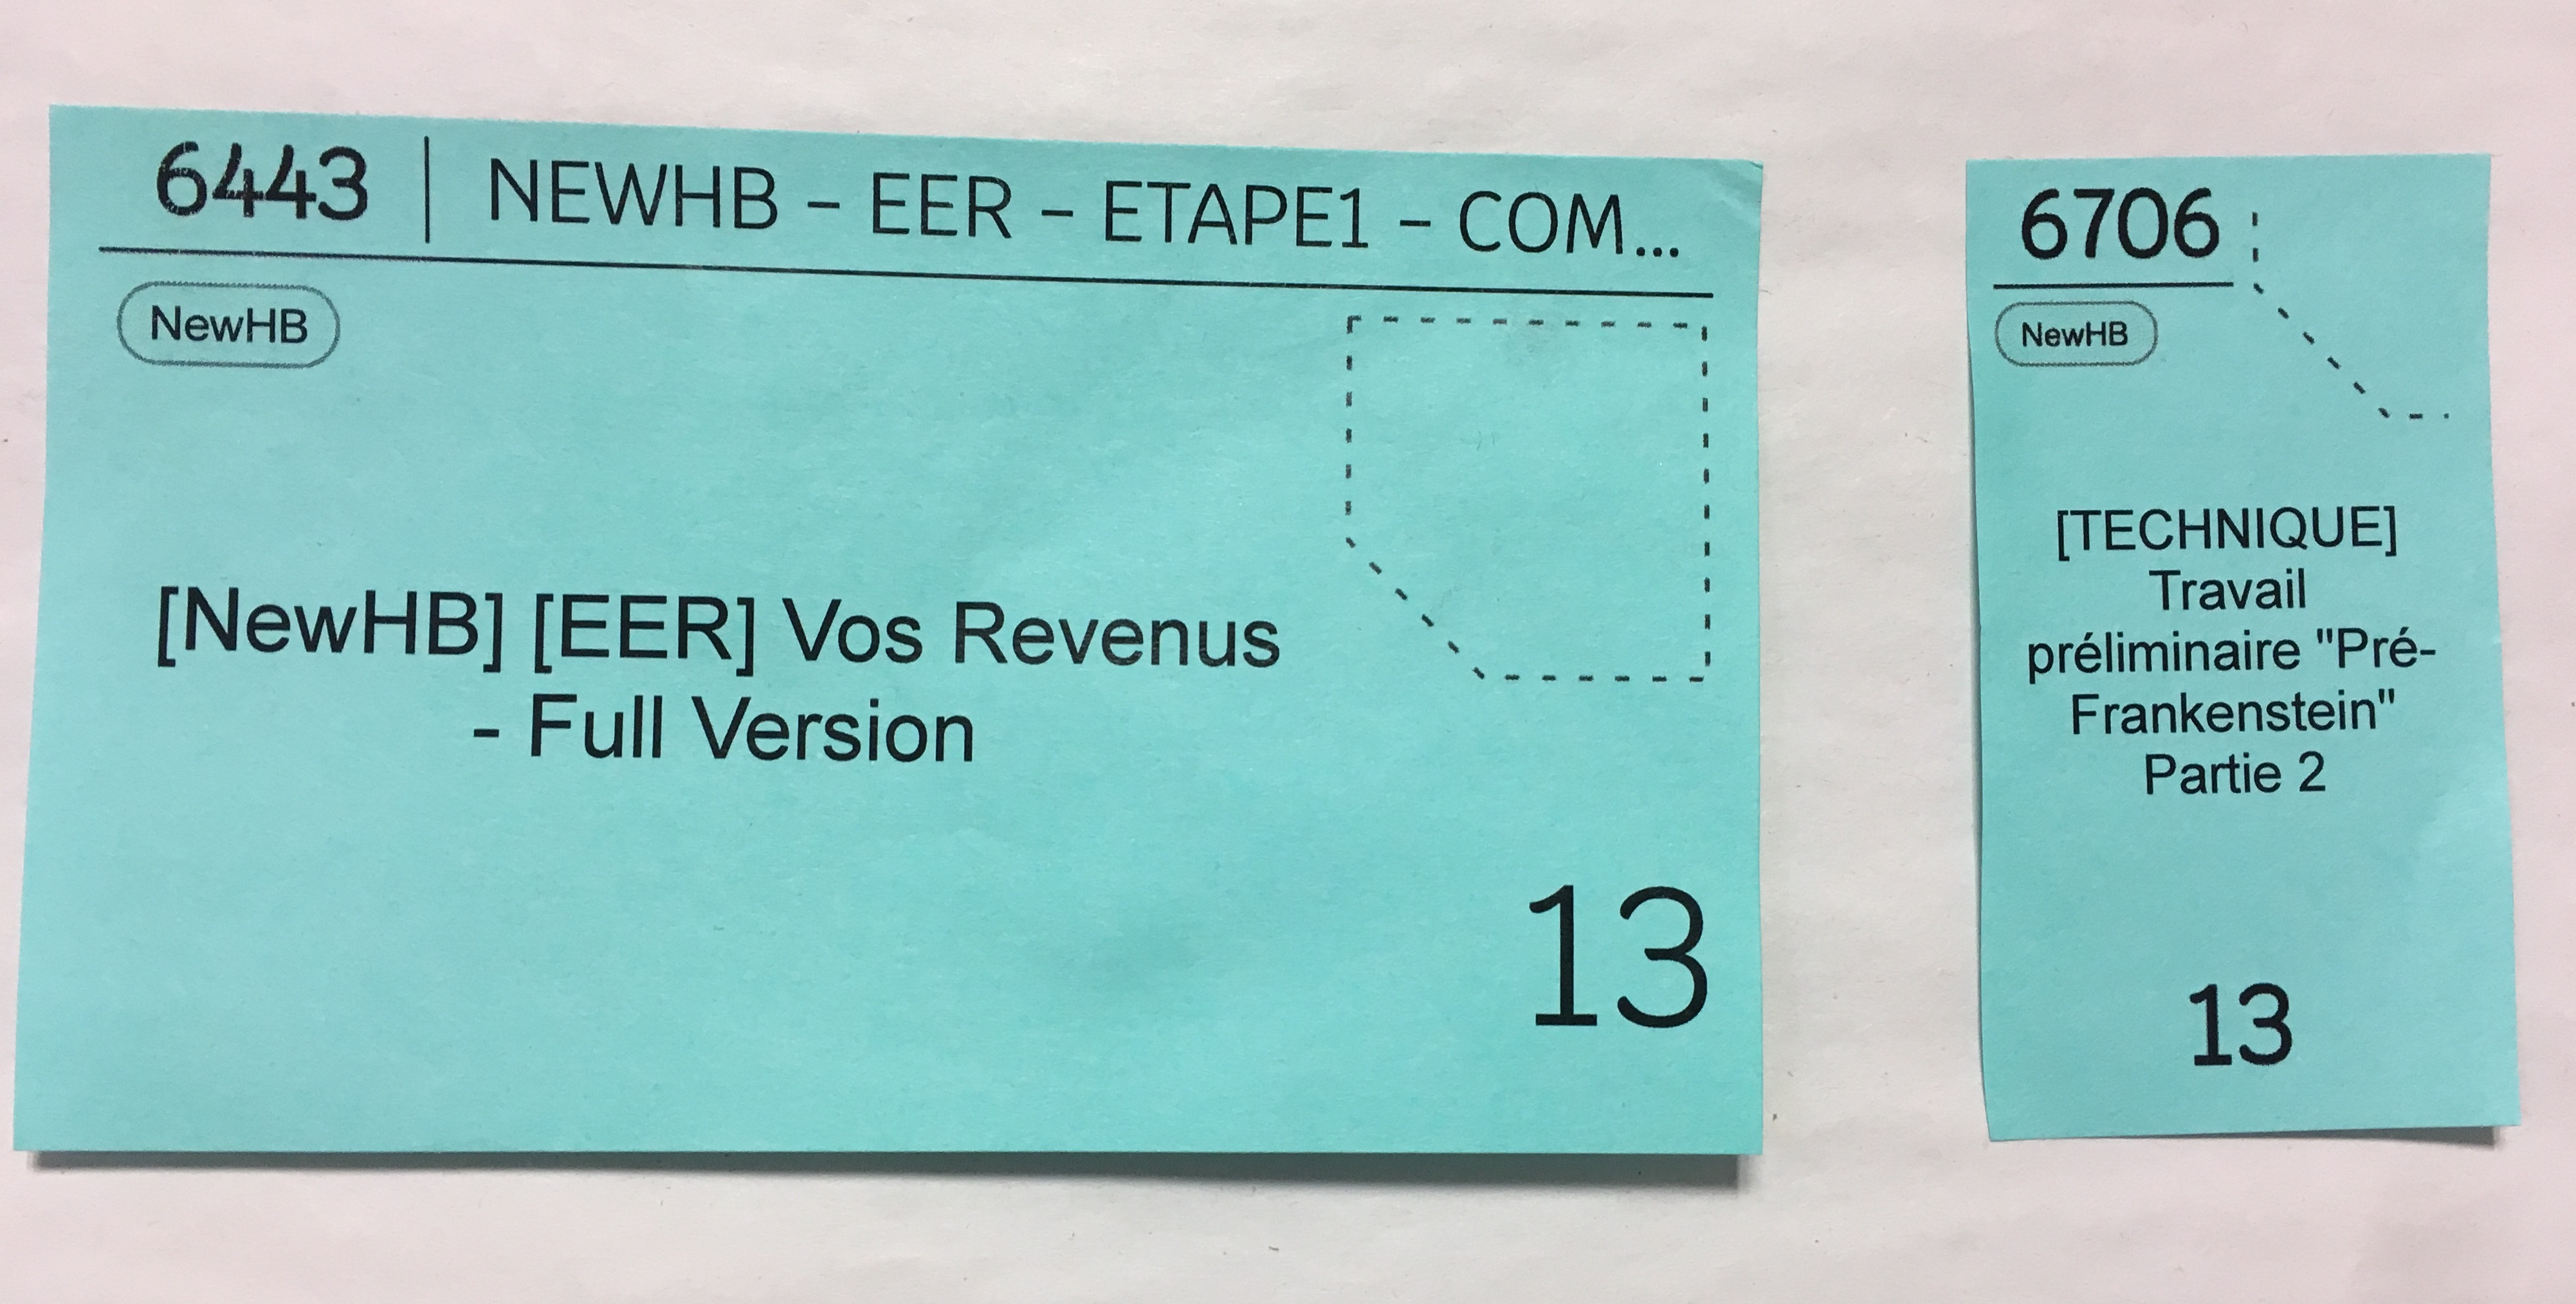 6443 | NEWHB - EER - ETAPE1 - COM...
NewHB
[NewHB] [EER] Vos Revenus
- Full Version
13
6706
NewHB
[TECHNIQUE]
Travail
préliminaire "Pré-
Frankenstein"
Partie 2
13